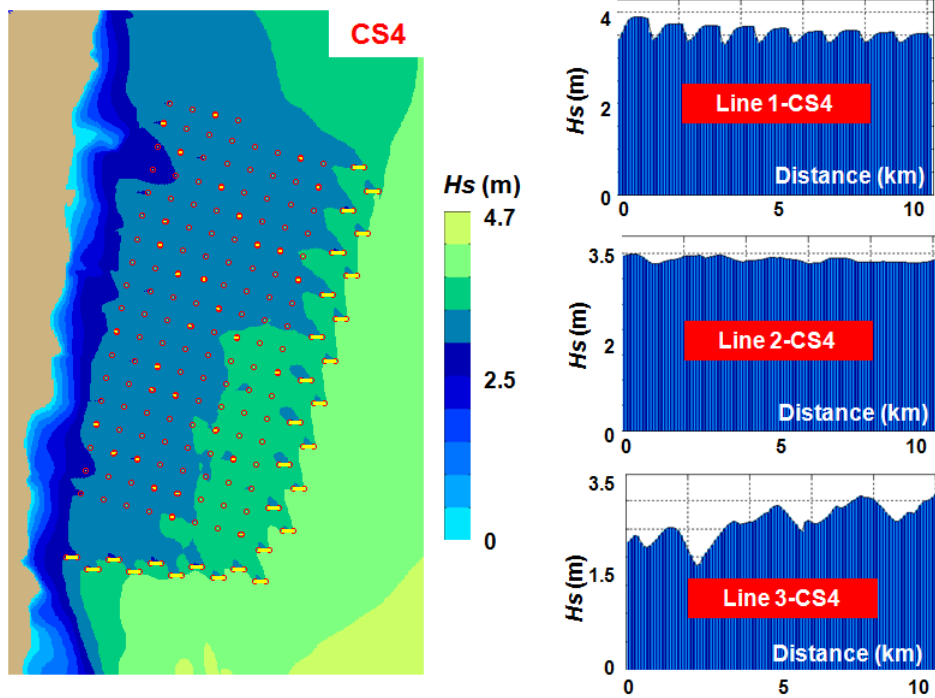 CS4
Hs (m)
4.7
2.5
0
4
2
0
Hs (m)
Line 1-CS4
Distance (km)
0
5
10
3.5
2
0
Hs (m)
Line 2-CS4
Distance (km)
0
5
10
3.5
1.5
0
Hs (m)
Line 3-CS4
Distance (km)
0
5
10